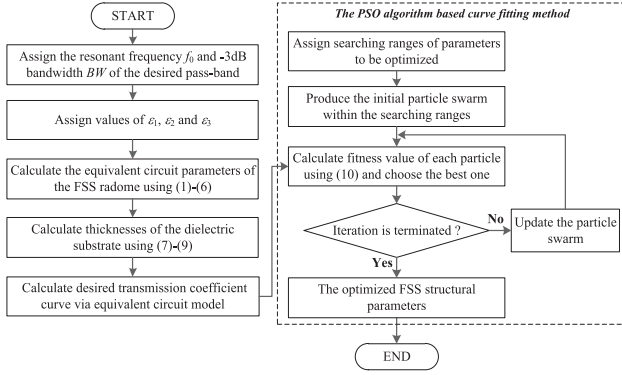 START
Assign the resonant frequency f0 and -3dB
bandwidth BW of the desired pass-band
Assign values of ε1, ε2 and ε3
Calculate the equivalent circuit parameters of
the FSS radome using (1)-(6)
Calculate thicknesses of the dielectric
substrate using (7)-(9)
Calculate desired transmission coefficient
curve via equivalent circuit model
The PSO algorithm based curve fitting method
Assign searching ranges of parameters
to be optimized
Produce the initial particle swarm
within the searching ranges
Calculate fitness value of each particle
using (10) and choose the best one
Iteration is terminated ?
No
Update the particle
swarm
Yes
The optimized FSS structural
parameters
END